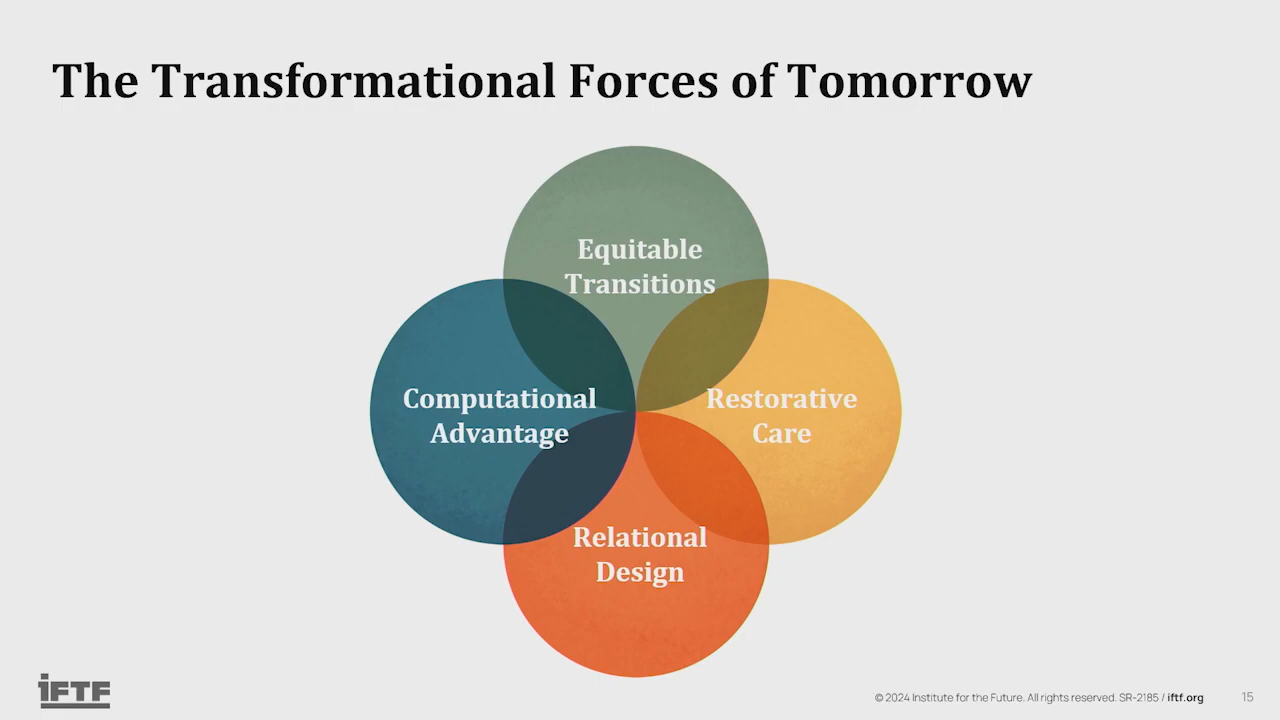 The Transformational Forces of Tomorrow
Equitable
Transitions
Computational
Advantage
Restorative
Care
Relational
Design
iFTF
© 2024 Institute for the Future. All rights reserved. SR-2185 / iftf.org
15